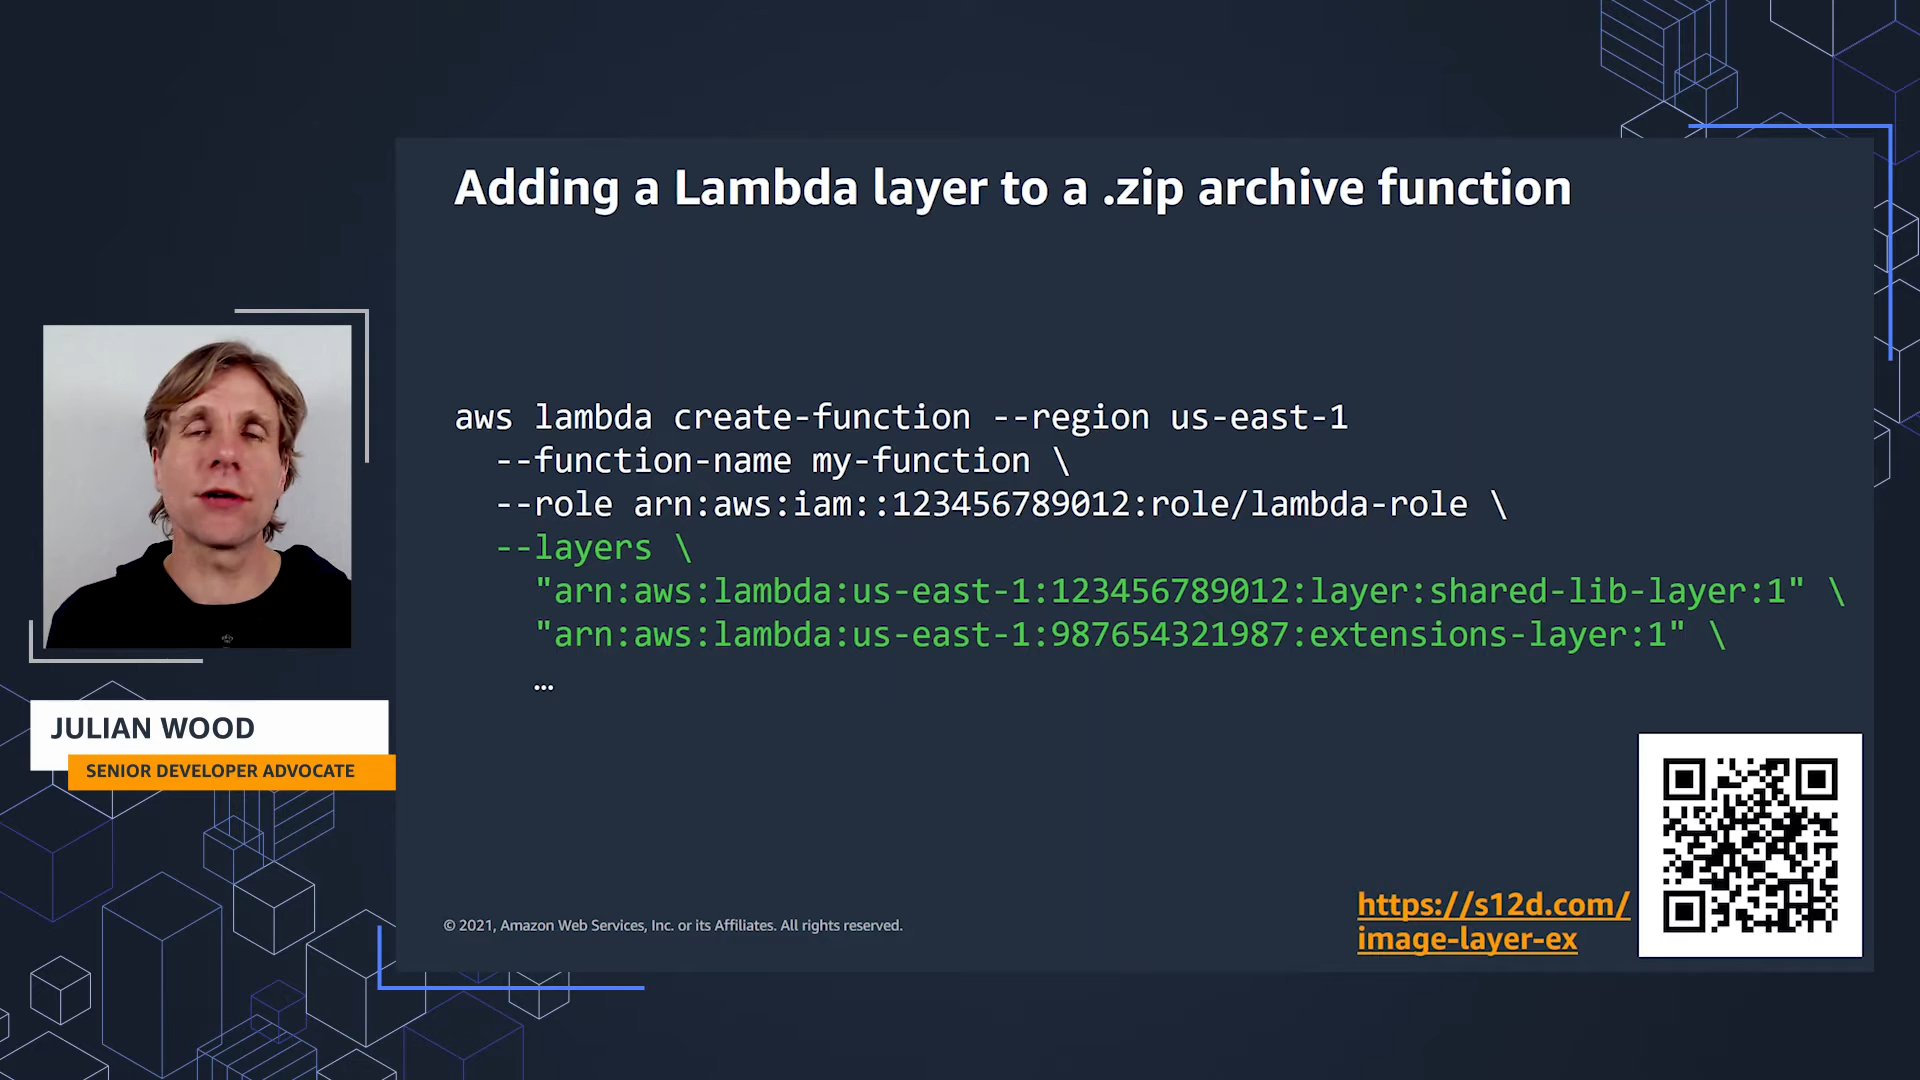 Adding a Lambda layer to a .zip archive function
aws lambda create-function --region us-east-1
--function-name my-function \
--role arn:aws:iam::123456789012:role/lambda-role \
--layers \
"arn:aws:lambda:us-east-1:123456789012:layer:shared-lib-layer:1" \
"arn:aws:lambda:us-east-1:987654321987:extensions-layer:1" \
…
JULIAN WOOD
SENIOR DEVELOPER ADVOCATE
© 2021, Amazon Web Services, Inc. or its Affiliates. All rights reserved.
https://s12d.com/
image-layer-ex